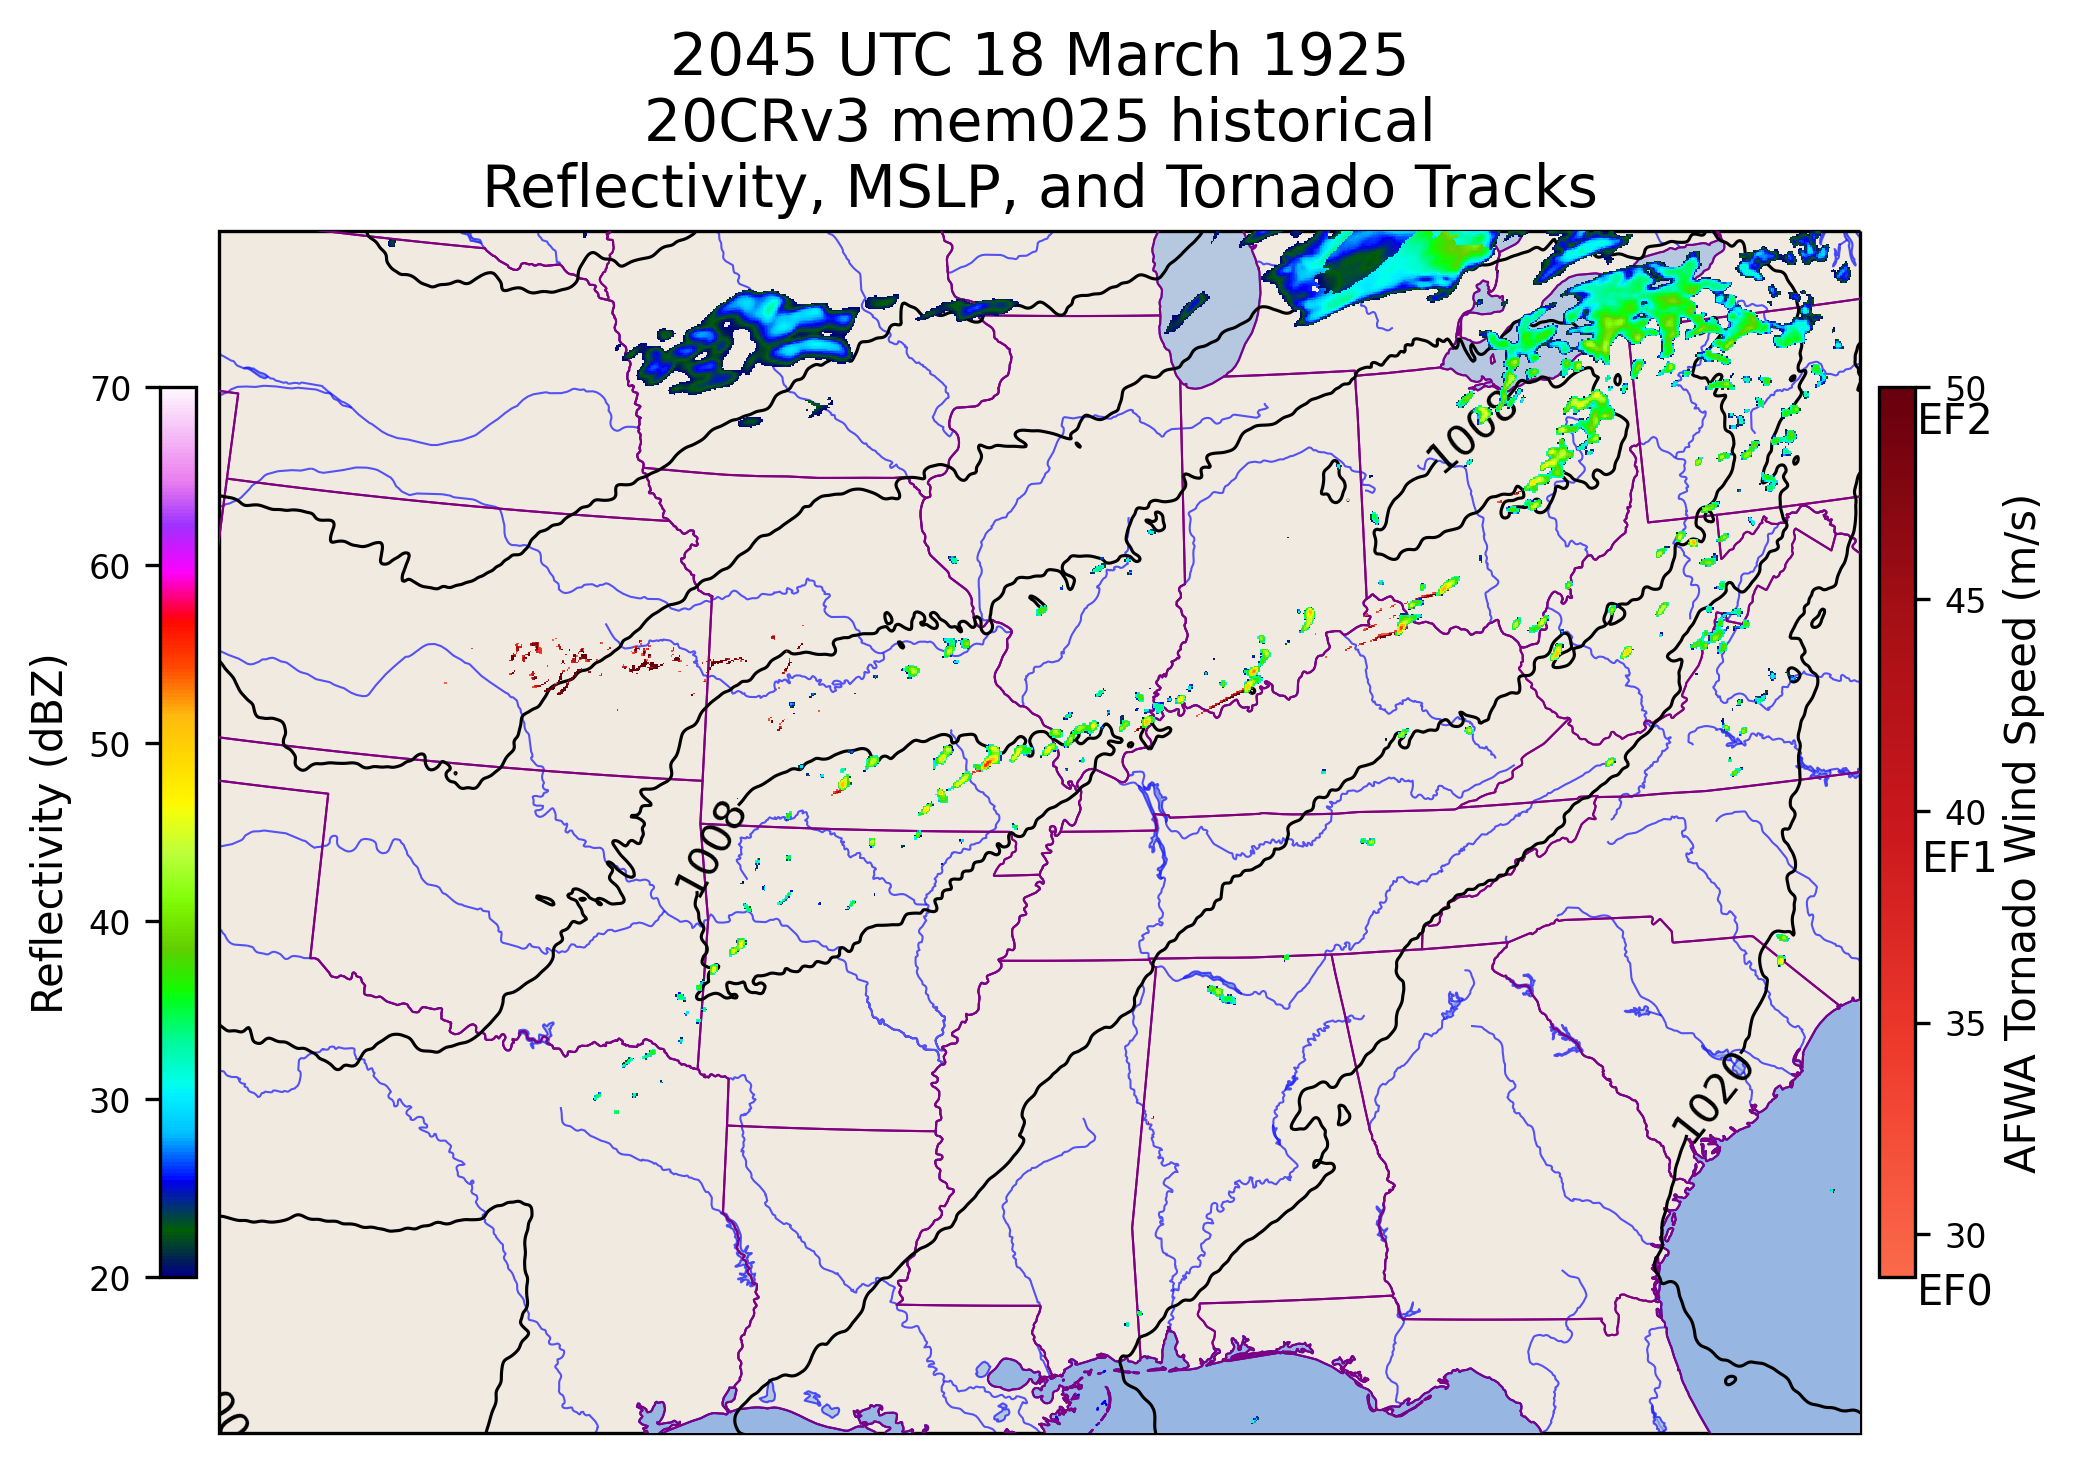 2045 UTC 18 March 1925
20CRv3 mem025 historical
Reflectivity, MSLP, and Tornado Tracks
70
60
50
40
30
20
Reflectivity (dBZ)
1008
1008
1020
50
EF2
45
40
EF1
35
30
EF0
AFWA Tornado Wind Speed (m/s)